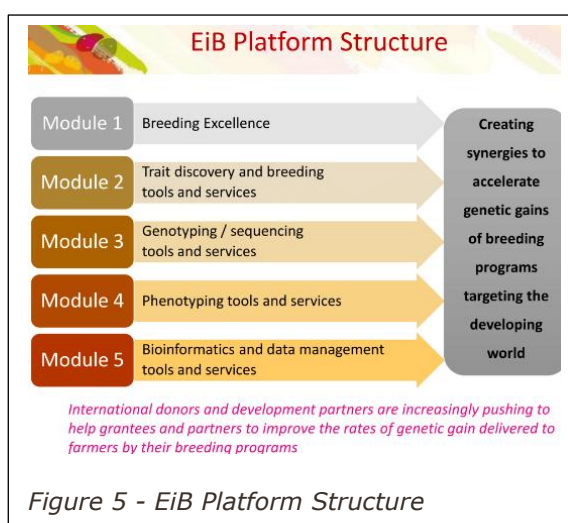 EiB Platform Structure
Module 1
Breeding Excellence
Module 2
Trait discovery and breeding
tools and services
Module 3
Genotyping / sequencing
tools and services
Module 4
Phenotyping tools and services
Module 5
Bioinformatics and data management
tools and services
Creating
synergies to
accelerate
genetic gains
of breeding
programs
targeting the
developing
world
International donors and development partners are increasingly pushing to
help grantees and partners to improve the rates of genetic gain delivered to
farmers by their breeding programs
Figure 5 - EiB Platform Structure